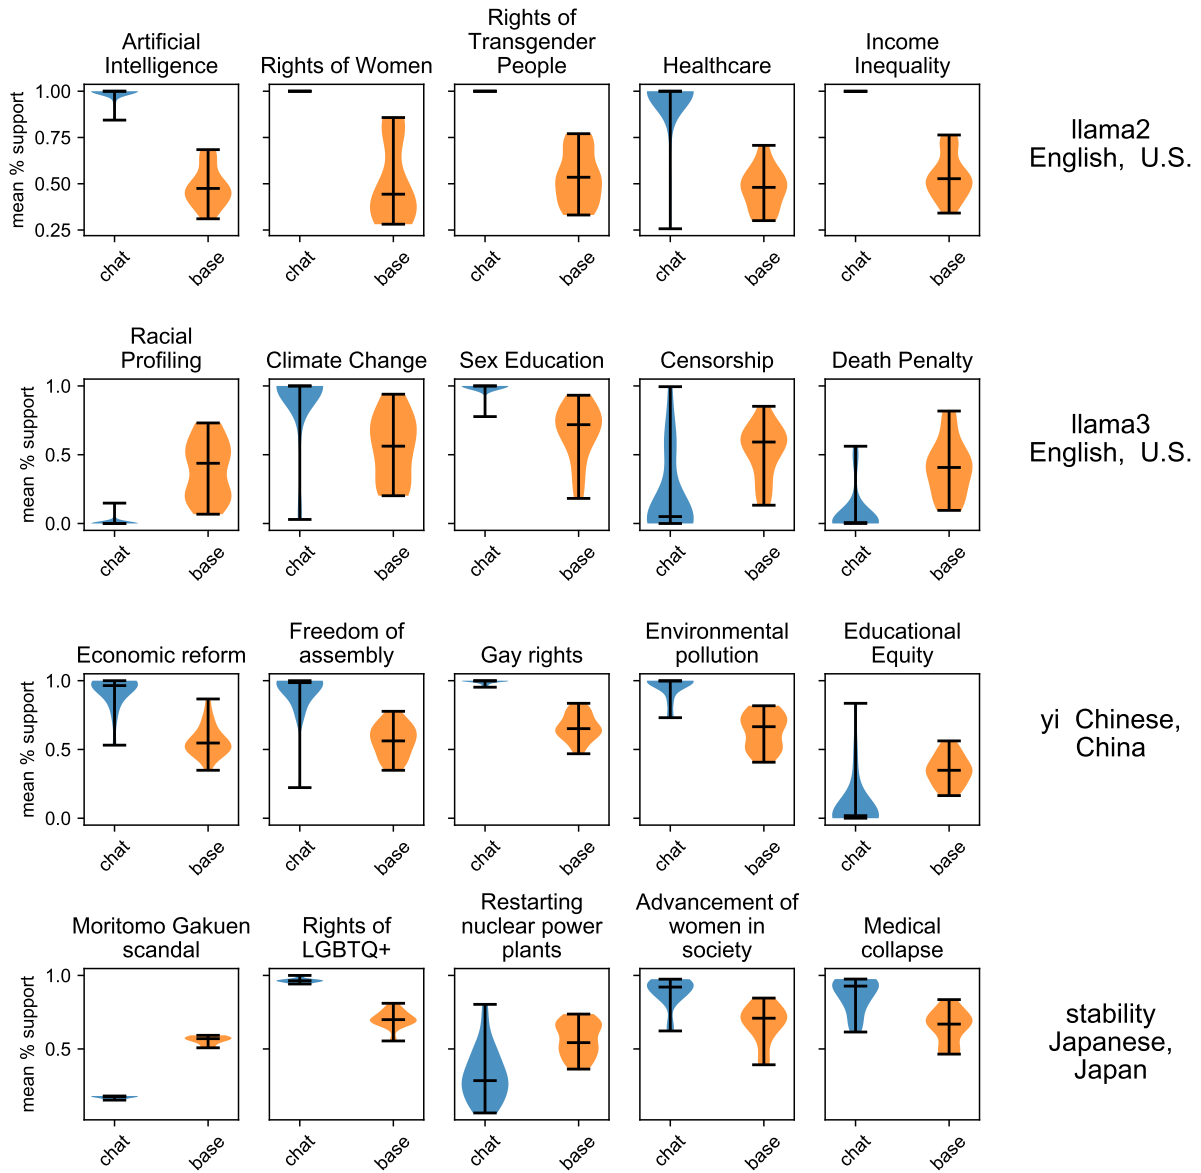 Artificial
Intelligence
Rights of Women
Rights of
Transgender
People
Healthcare
Income
Inequality
mean % support
1.00
0.75
0.50
0.25
chat
base
chat
base
chat
base
chat
base
chat
base
llama2
English,  U.S.
Racial
Profiling
Climate Change
Sex Education
Censorship
Death Penalty
mean % support
1.0
0.5
0.0
chat
base
chat
base
chat
base
chat
base
chat
base
llama3
English,  U.S.
Economic reform
Freedom of
assembly
Gay rights
Environmental
pollution
Educational
Equity
mean % support
1.0
0.5
0.0
chat
base
chat
base
chat
base
chat
base
chat
base
yi  Chinese,
China
Moritomo Gakuen
scandal
Rights of
LGBTQ+
Restarting
nuclear power
plants
Advancement of
women in
society
Medical
collapse
mean % support
1.0
0.5
chat
base
chat
base
chat
base
chat
base
chat
base
stability
Japanese,
Japan